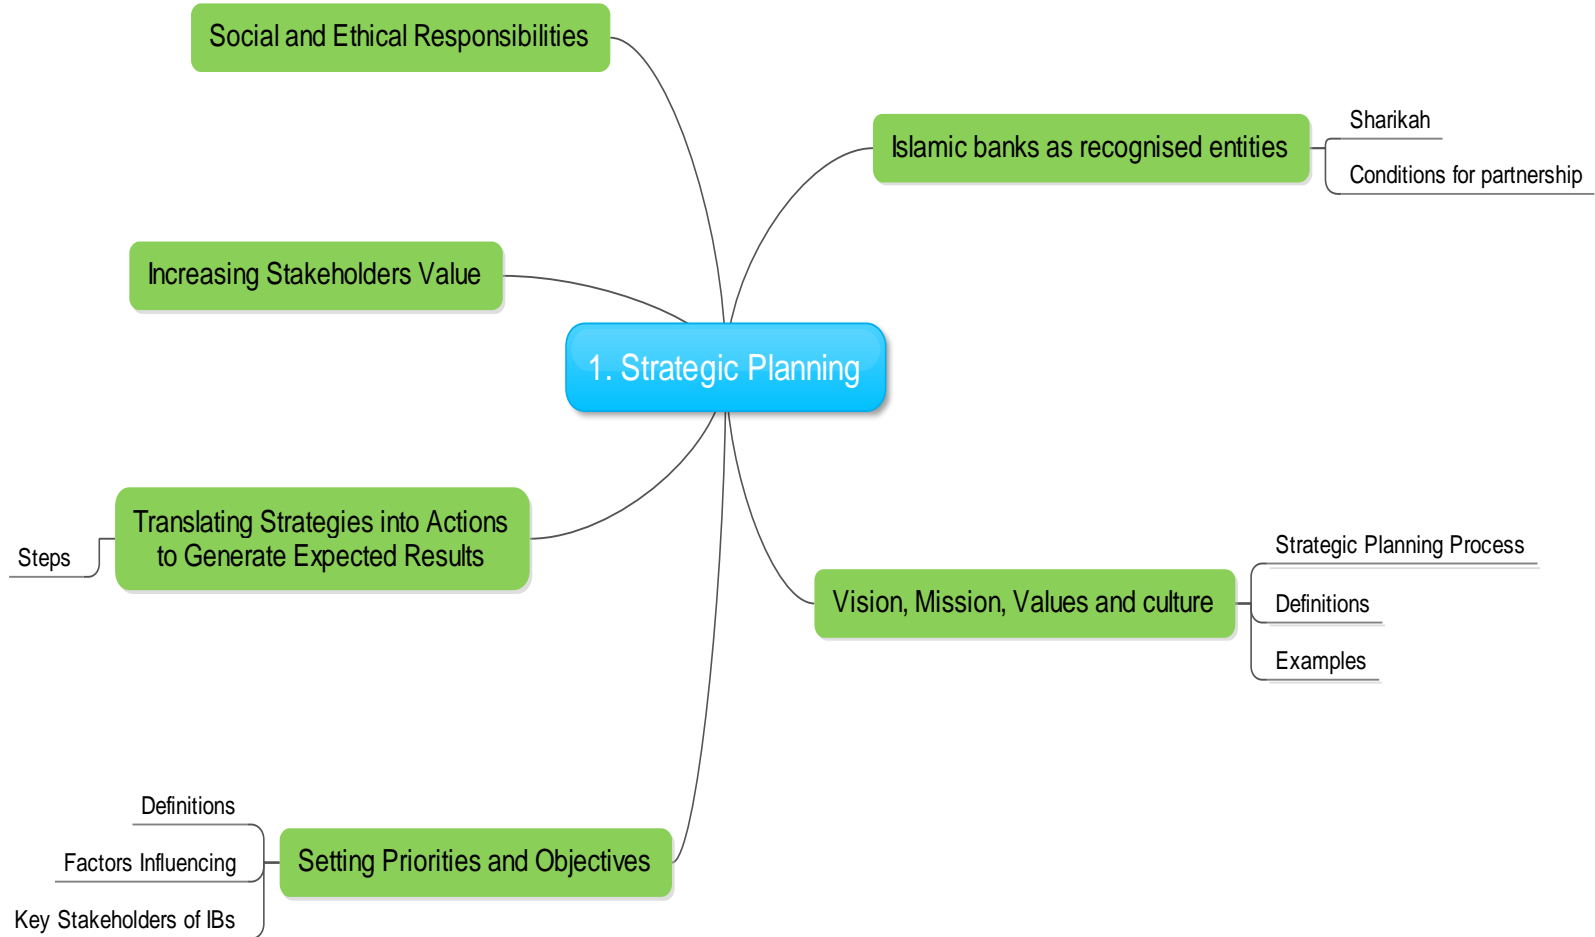 Social and Ethical Responsibilities
Islamic banks as recognised entities
Sharikah
Conditions for partnership
Increasing Stakeholders Value
1. Strategic Planning
Translating Strategies into Actions
to Generate Expected Results
Steps
Vision, Mission, Values and culture
Strategic Planning Process
Definitions
Examples
Setting Priorities and Objectives
Definitions
Factors Influencing
Key Stakeholders of IBs